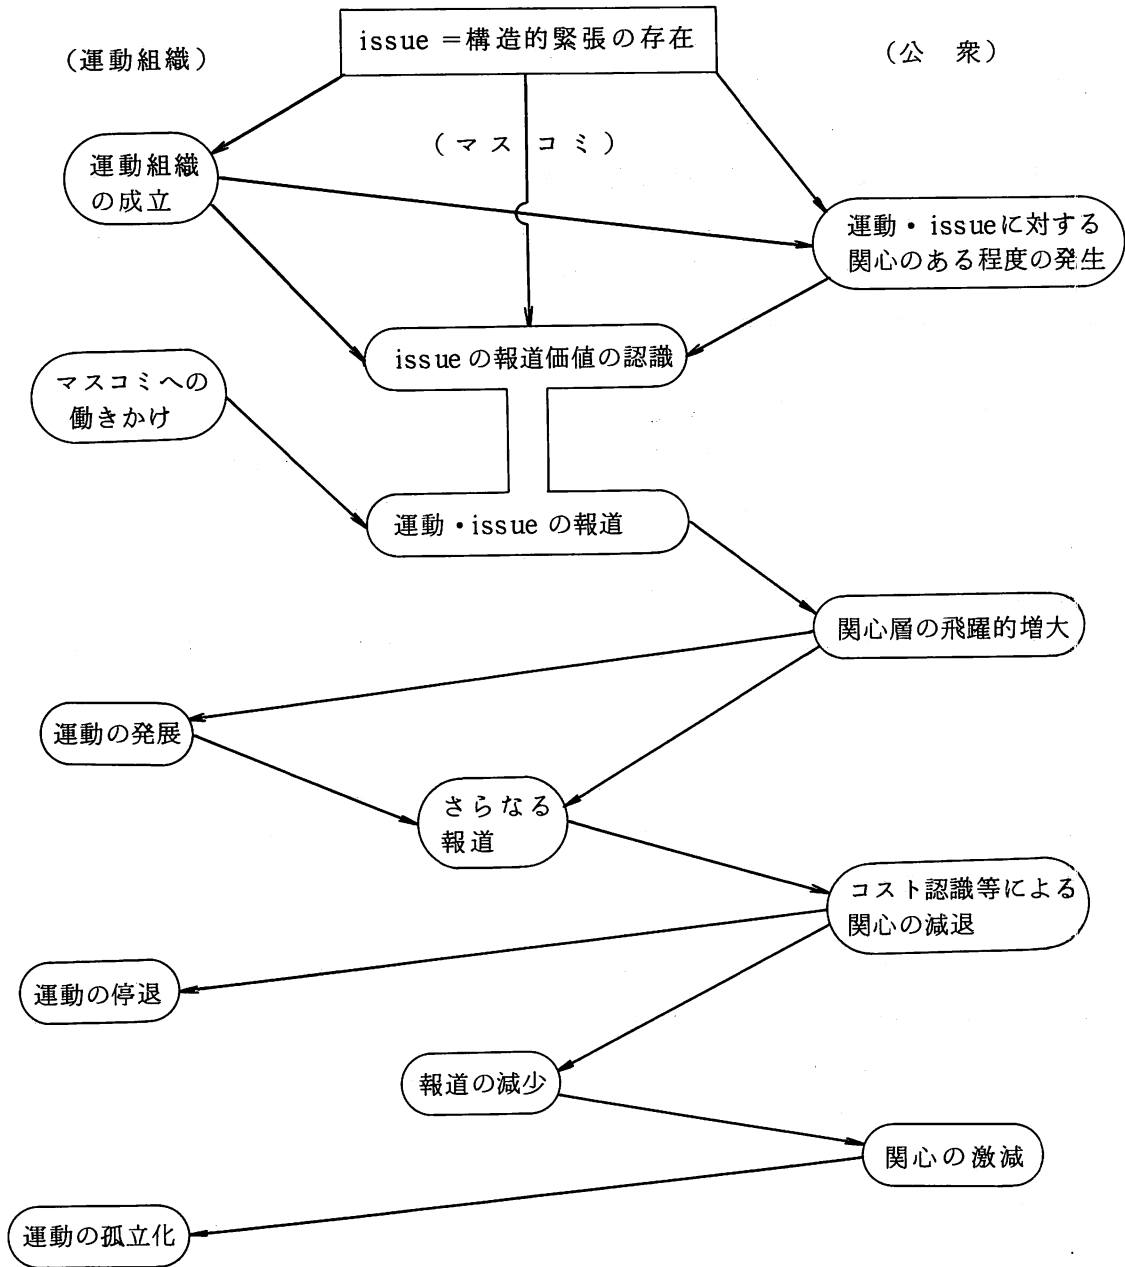 issue＝構造的緊張の存在
（運動組織）
（公　衆）
（マスコミ）
運動組織
の成立
運動・issueに対する
関心のある程度の発生
issueの報道価値の認識
マスコミへの
働きかけ
運動・issueの報道
関心層の飛躍的増大
運動の発展
さらなる
報道
コスト認識等による
関心の減退
運動の停退
報道の減少
関心の激減
運動の孤立化